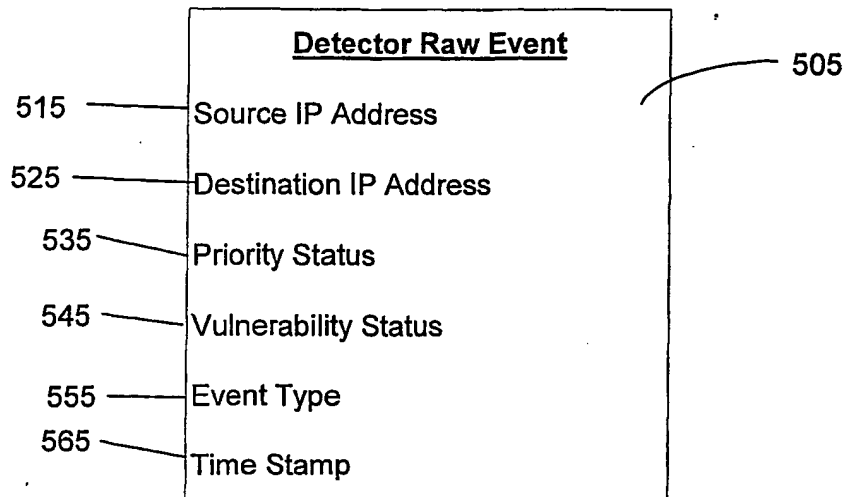 Detector Raw Event
505
515 Source IP Address
525 Destination IP Address
535 Priority Status
545 Vulnerability Status
555 Event Type
565 Time Stamp